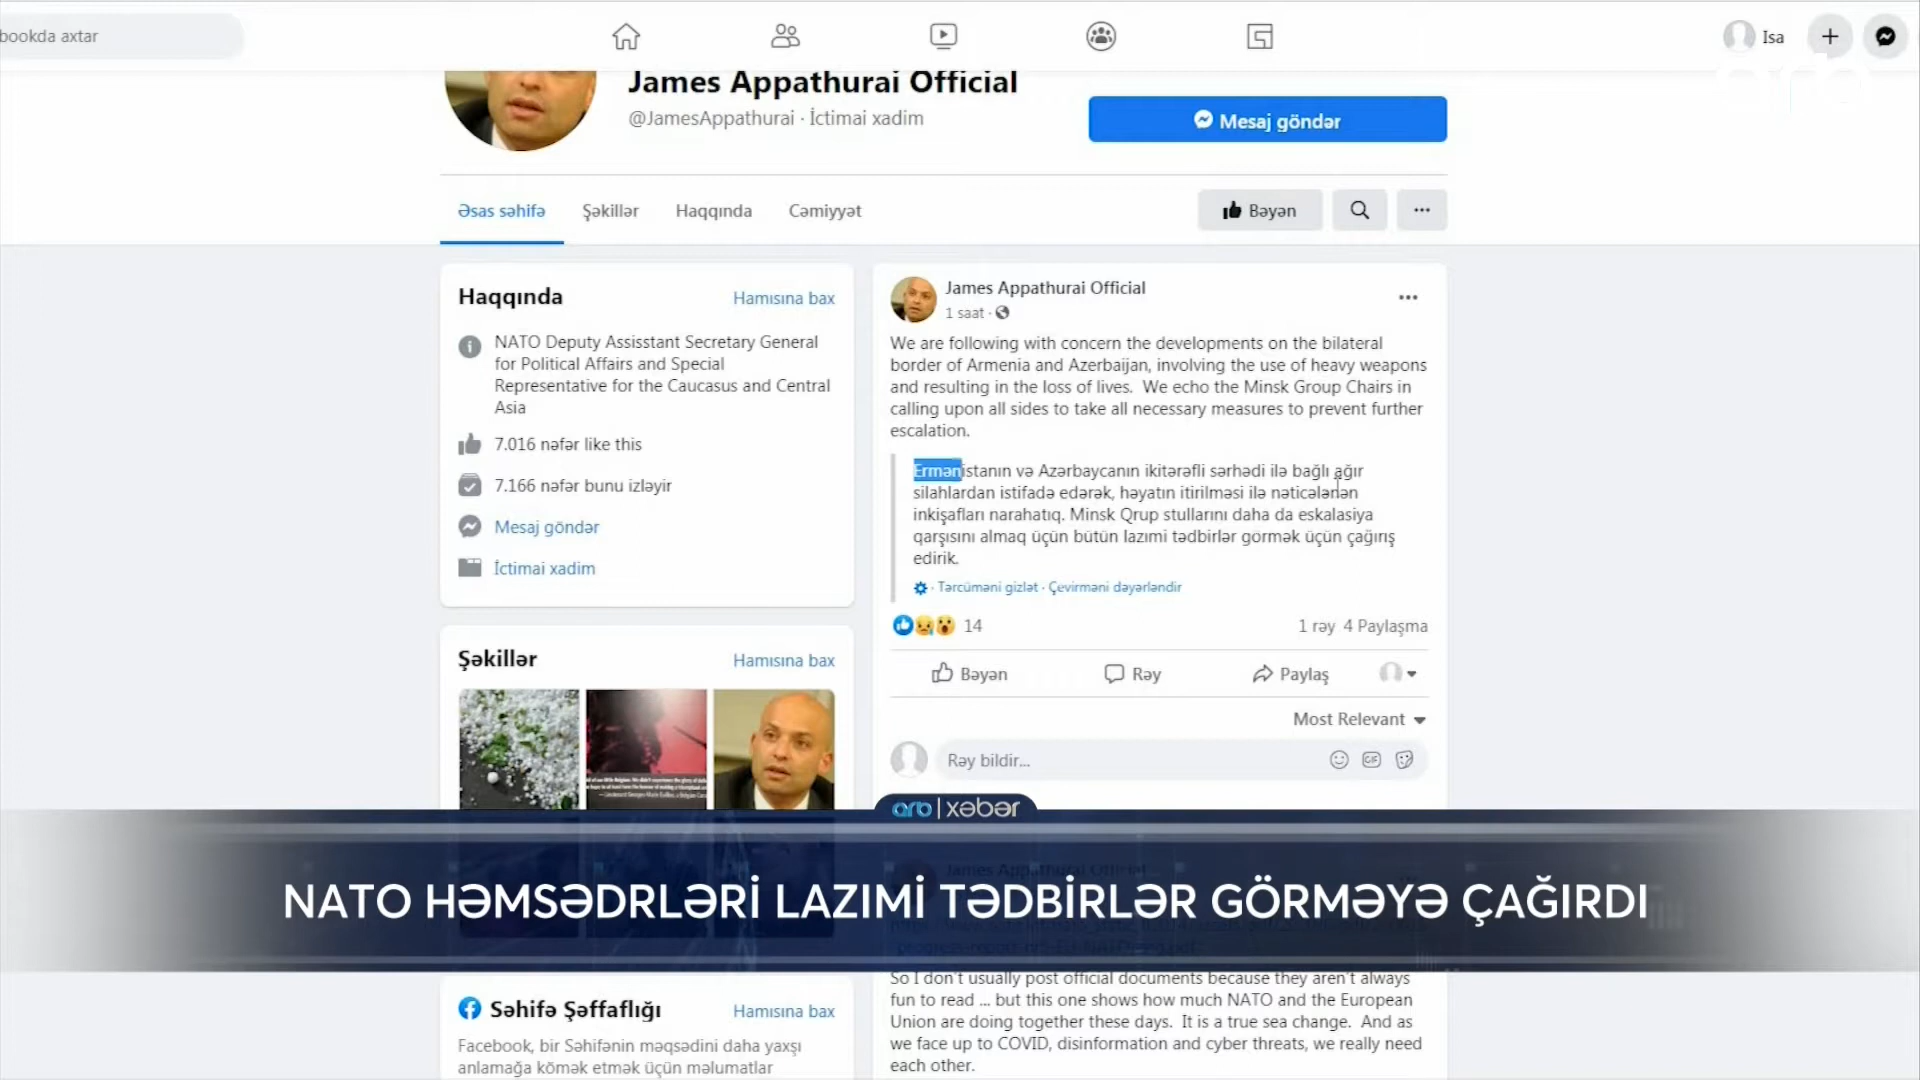 bookda axtar
Isa
James Appathurai Official
@JamesAppathurai · İctimai xadim
Mesaj göndər
Əsas səhifə
Şəkillər
Haqqında
Cəmiyyət
Bəyən
Haqqında
Hamısına bax
NATO Deputy Assisstant Secretary General
for Political Affairs and Special
Representative for the Caucasus and Central
Asia
7.016 nəfər like this
7.166 nəfər bunu izləyir
Mesaj göndər
İctimai xadim
Şəkillər
Hamısına bax
James Appathurai Official
1 saat ·
We are following with concern the developments on the bilateral
border of Armenia and Azerbaijan, involving the use of heavy weapons
and resulting in the loss of lives. We echo the Minsk Group Chairs in
calling upon all sides to take all necessary measures to prevent further
escalation.
Ermənistanın və Azərbaycanın ikitərəfli sərhədi ilə bağlı ağır
silahlardan istifadə edərək, həyatın itirilməsi ilə nəticələnən
inkişafları narahatıq. Minsk Qrup stullarını daha da eskalasiya
qarşısını almaq üçün bütün lazımi tədbirlər görmək üçün çağırış
edirik.
· Tərcüməni gizlət · Çevirməni dəyərləndir
14
1 rəy 4 Paylaşma
Bəyən
Rəy
Paylaş
Most Relevant
Rəy bildir...
GIF
arb | xəbər
James Appathurai Official
NATO HƏMSƏDRLƏRİ LAZIMİ TƏDBİRLƏR GÖRMƏYƏ ÇAĞIRDI
So I don't usually post official documents because they aren't always
fun to read ... but this one shows how much NATO and the European
Union are doing together these days. It is a true sea change. And as
we face up to COVID, disinformation and cyber threats, we really need
each other.
Səhifə Şəffaflığı
Hamısına bax
Facebook, bir Səhifənin məqsədini daha yaxşı
anlamağa kömək etmək üçün məlumatlar
arb